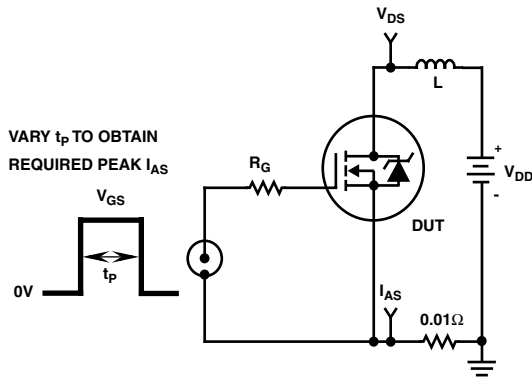 V_DS
L
VARY t_P TO OBTAIN
REQUIRED PEAK I_AS
R_G
+
V_DD
-
V_GS
DUT
t_P
0V
I_AS
0.01Ω